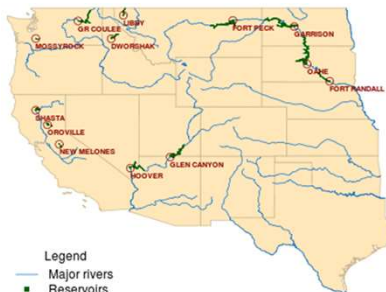 LIBBY
GR COULEE
FORT PECK
GARRISON
MOSSYROCK
DWORSHAK
OAHE
FORT RANDALL
SHASTA
OROVILLE
NEW MELONES
GLEN CANYON
HOOVER
Legend
Major rivers
Reservoirs